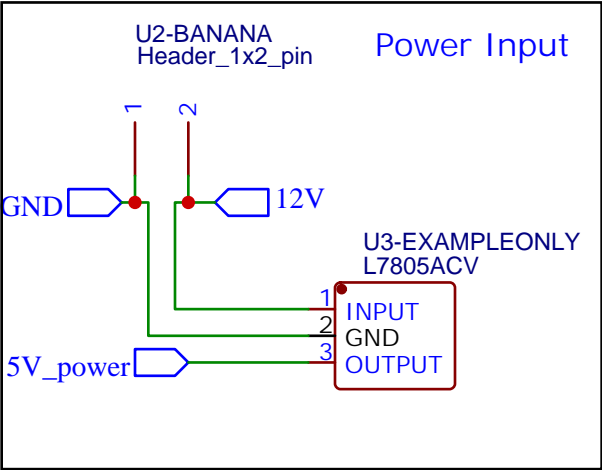 U2-BANANA
Header_1x2_pin
Power Input
1
2
GND
12V
U3-EXAMPLEONLY
L7805ACV
1
INPUT
2
GND
3
OUTPUT
5V_power